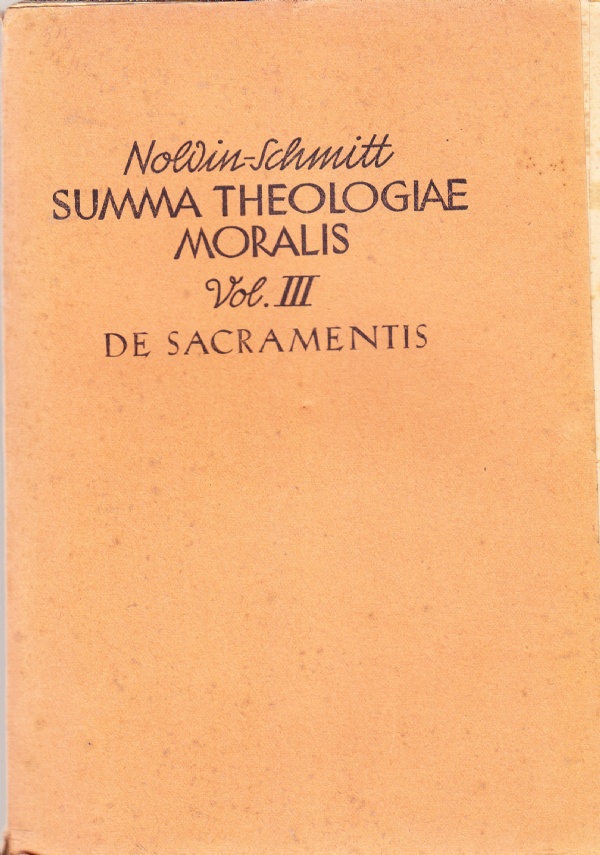 Noldin-Schmitt
SUMMA THEOLOGIAE
MORALIS
Vol. III
DE SACRAMENTIS